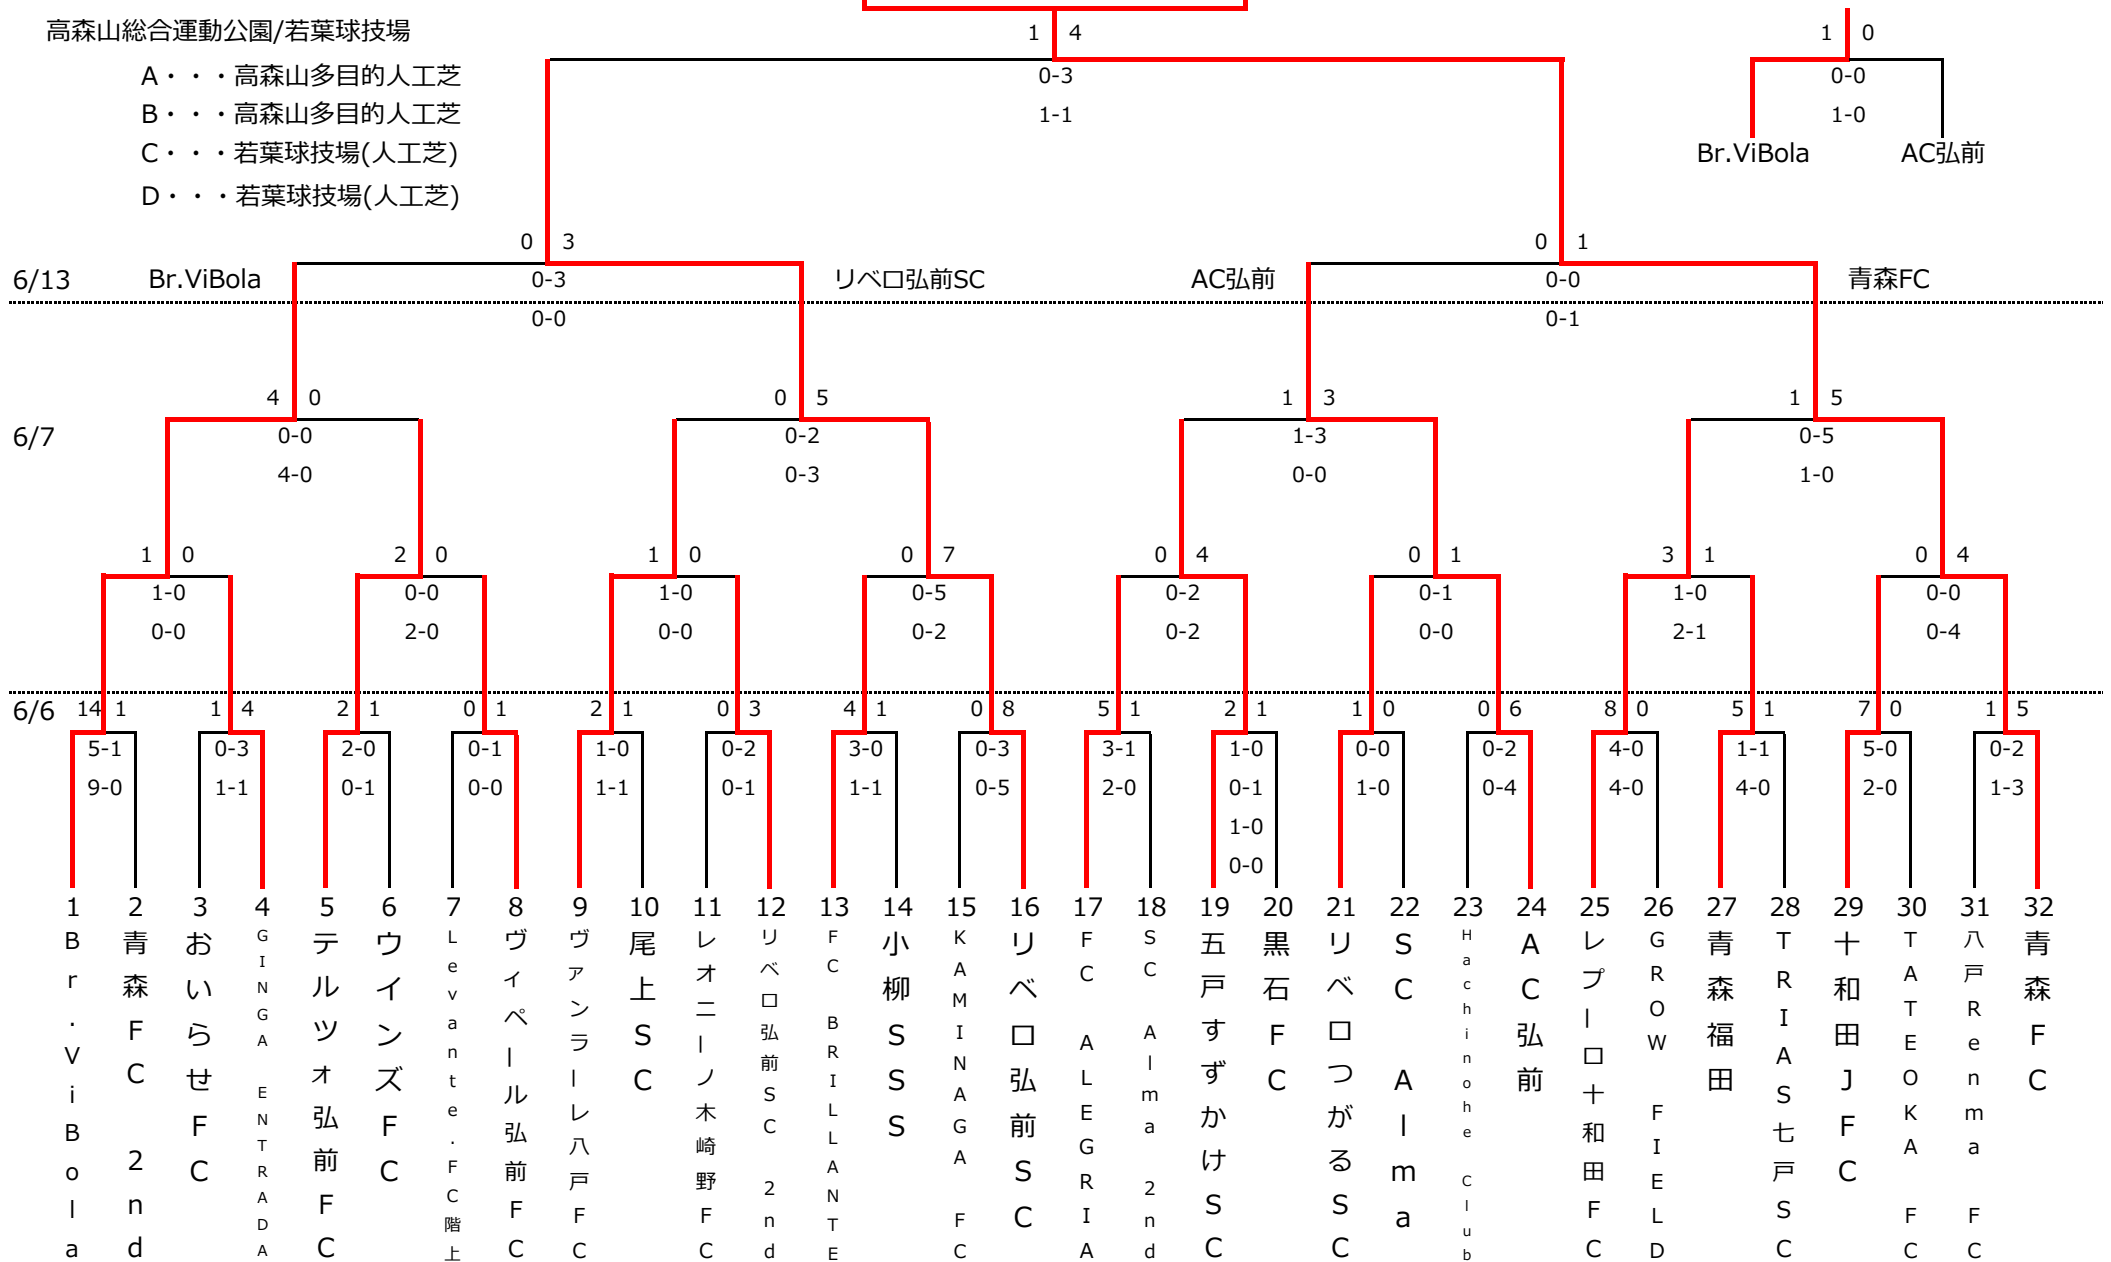 高森山総合運動公園/若葉球技場
A・・・高森山多目的人工芝
B・・・高森山多目的人工芝
C・・・若葉球技場(人工芝)
D・・・若葉球技場(人工芝)
1 4
0-3
1-1
1 0
0-0
1-0
Br.ViBola AC弘前
0 3 0 1
6/13 Br.ViBola 0-3 リベロ弘前SC AC弘前 0-0 青森FC
0-0 0-1
4 0 0 5 1 3 1 5
6/7 0-0 0-2 1-3 0-5
4-0 0-3 0-0 1-0
1 0 2 0 1 0 0 7 0 4 0 1 3 1 0 4
1-0 0-0 1-0 0-5 0-2 0-1 1-0 0-0
0-0 2-0 0-0 0-2 0-2 0-0 2-1 0-4
6/6 14 1 1 4 2 1 0 1 2 1 0 3 4 1 0 8 5 1 2 1 1 0 0 6 8 0 5 1 7 0 1 5
5-1 0-3 2-0 0-1 1-0 0-2 3-0 0-3 3-1 1-0 0-0 0-2 4-0 1-1 5-0 0-2
9-0 1-1 0-1 0-0 1-1 0-1 1-1 0-5 2-0 0-1 1-0 0-4 4-0 4-0 2-0 1-3
1-0
0-0
1 Br.ViBola
2 青森FC 2nd
3 おいらせFC
4 GINGA ENTRADA
5 テルツォ弘前FC
6 ウインズFC
7 Levante.FC階上
8 ヴィペール弘前FC
9 ヴァンラーレ八戸FC
10 尾上SC
11 レオニーノ木崎野FC
12 リベロ弘前SC 2nd
13 FC BRILLANTE
14 小柳SSS
15 KAMINAGA FC
16 リベロ弘前SC
17 FC ALEGRIA
18 SC Alma 2nd
19 五戸すずかけSC
20 黒石FC
21 リベロつがるSC
22 SC Alma
23 Hachinohe Club
24 AC弘前
25 レプーロ十和田FC
26 GROW FIELD
27 青森福田
28 TRIAS七戸SC
29 十和田JFC
30 TATEOKA FC
31 八戸Renma FC
32 青森FC